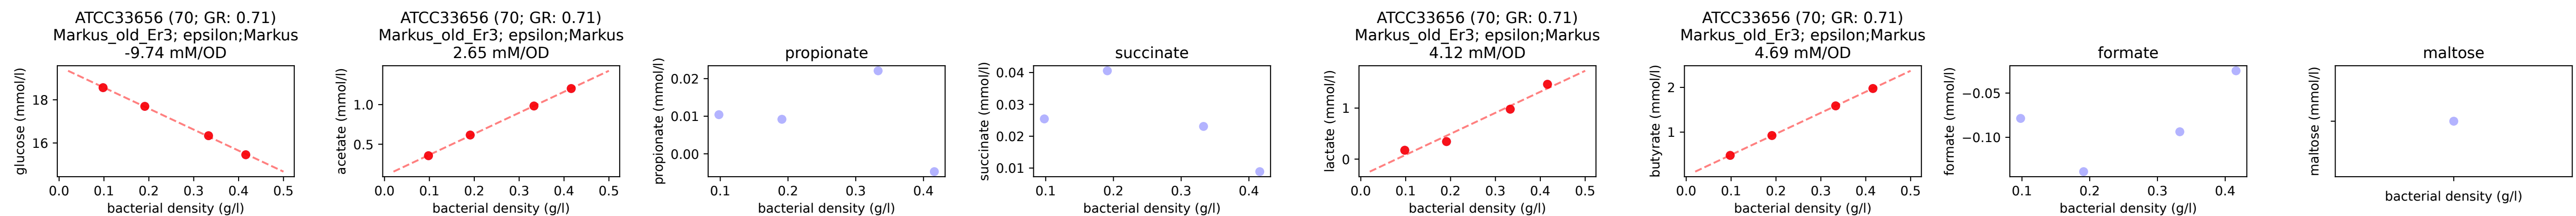 ATCC33656 (70; GR: 0.71)
Markus_old_Er3; epsilon;Markus
-9.74 mM/OD
glucose (mmol/l)
18
16
0.0 0.1 0.2 0.3 0.4 0.5
bacterial density (g/l)
ATCC33656 (70; GR: 0.71)
Markus_old_Er3; epsilon;Markus
2.65 mM/OD
acetate (mmol/l)
1.0
0.5
0.0 0.1 0.2 0.3 0.4 0.5
bacterial density (g/l)
propionate
propionate (mmol/l)
0.02
0.01
0.00
0.1 0.2 0.3 0.4
bacterial density (g/l)
succinate
succinate (mmol/l)
0.04
0.03
0.02
0.01
0.1 0.2 0.3 0.4
bacterial density (g/l)
ATCC33656 (70; GR: 0.71)
Markus_old_Er3; epsilon;Markus
4.12 mM/OD
lactate (mmol/l)
1
0
0.0 0.1 0.2 0.3 0.4 0.5
bacterial density (g/l)
ATCC33656 (70; GR: 0.71)
Markus_old_Er3; epsilon;Markus
4.69 mM/OD
butyrate (mmol/l)
2
1
0.0 0.1 0.2 0.3 0.4 0.5
bacterial density (g/l)
formate
formate (mmol/l)
−0.05
−0.10
0.1 0.2 0.3 0.4
bacterial density (g/l)
maltose
maltose (mmol/l)
bacterial density (g/l)